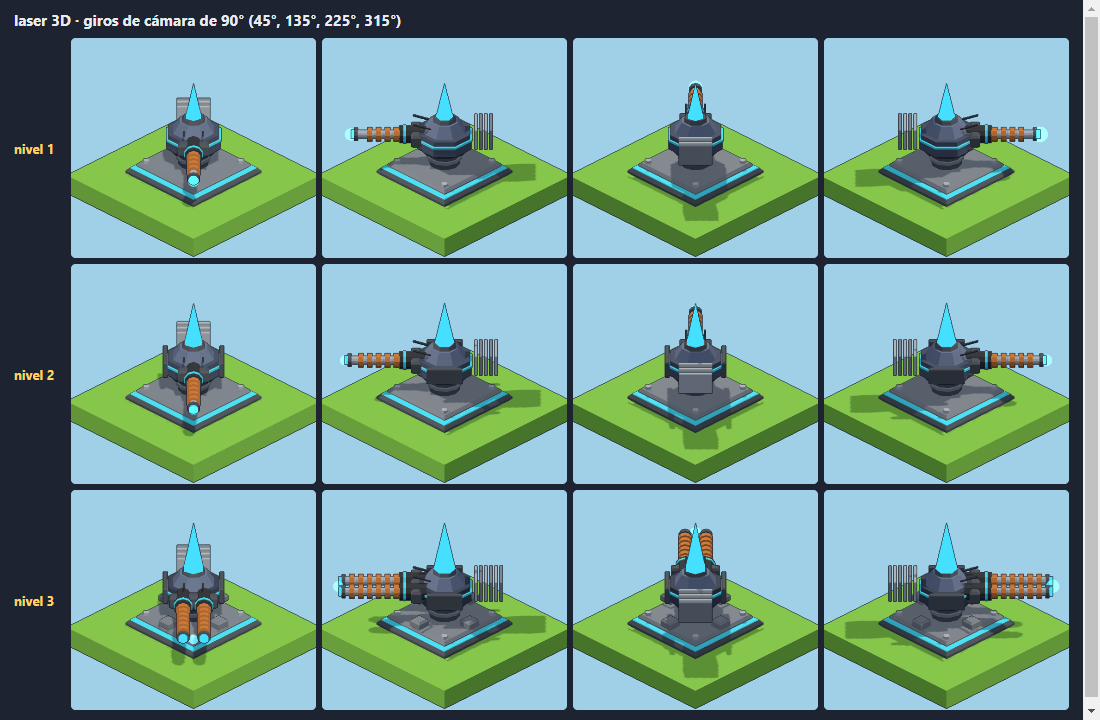 laser 3D · giros de cámara de 90° (45°, 135°, 225°, 315°)
nivel 1
nivel 2
nivel 3